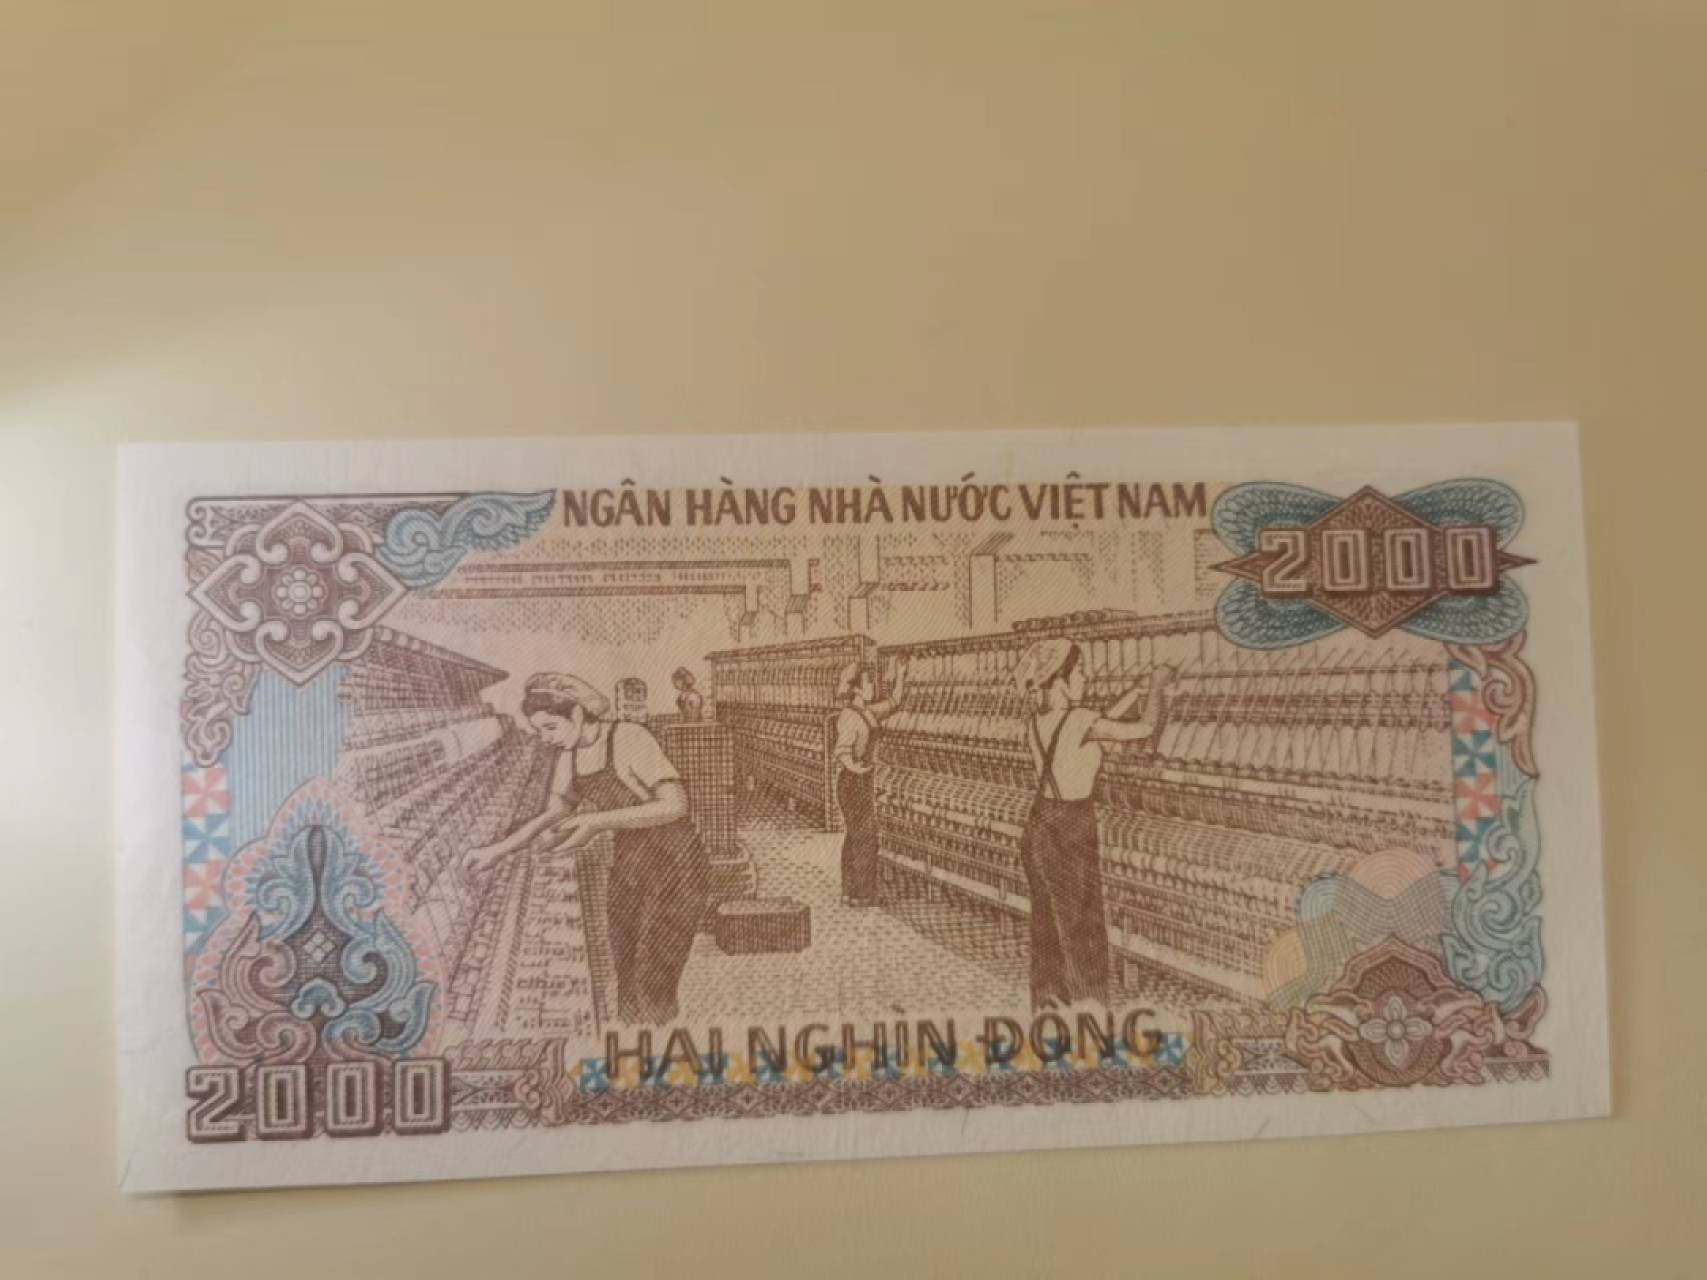 NGÂN HÀNG NHÀ NƯỚC VIỆT NAM
2000
HAI NGHÌN ĐỒNG
2000